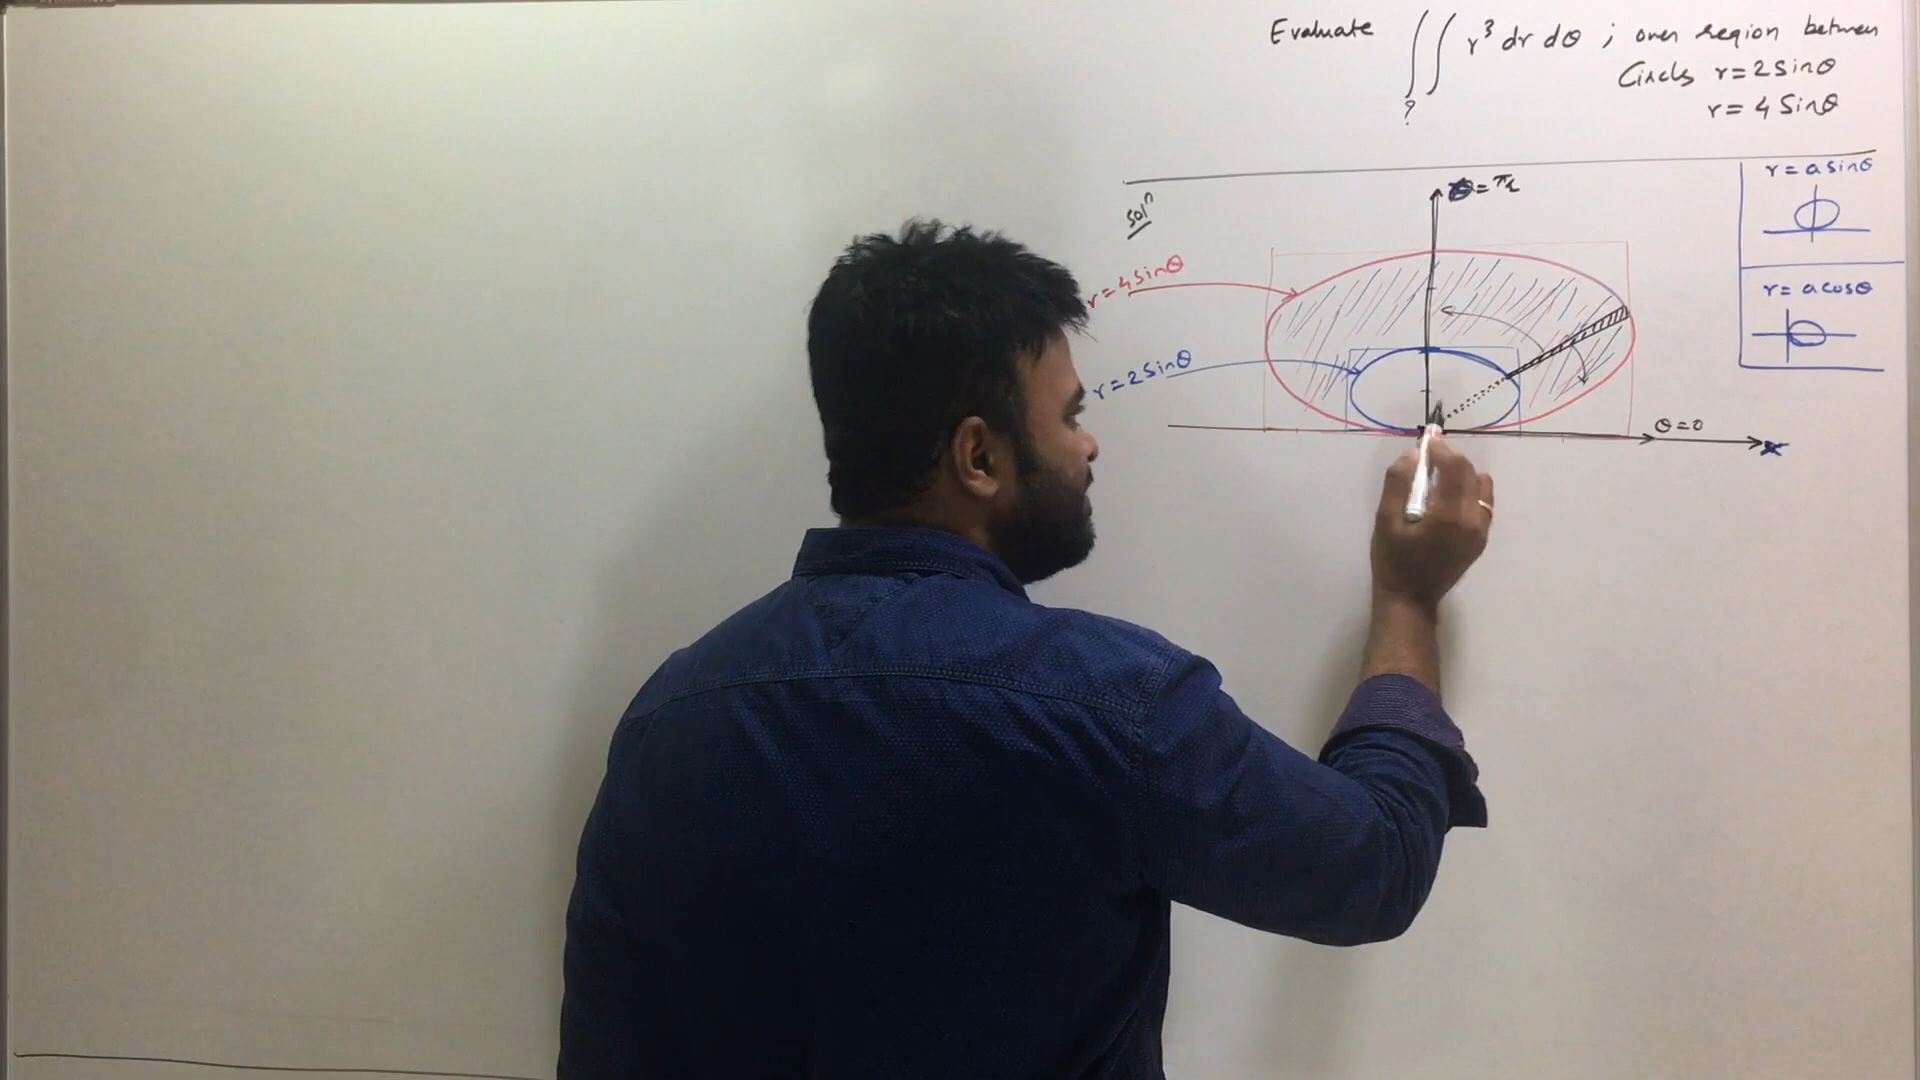 Evaluate ∫∫ r³ dr dθ ; over region between
?
Circls r = 2 Sinθ
r = 4 Sinθ
Solⁿ
θ = π/2
r = 4 sinθ
r = 2 Sinθ
θ = 0
x
r = a sinθ
r = a cosθ